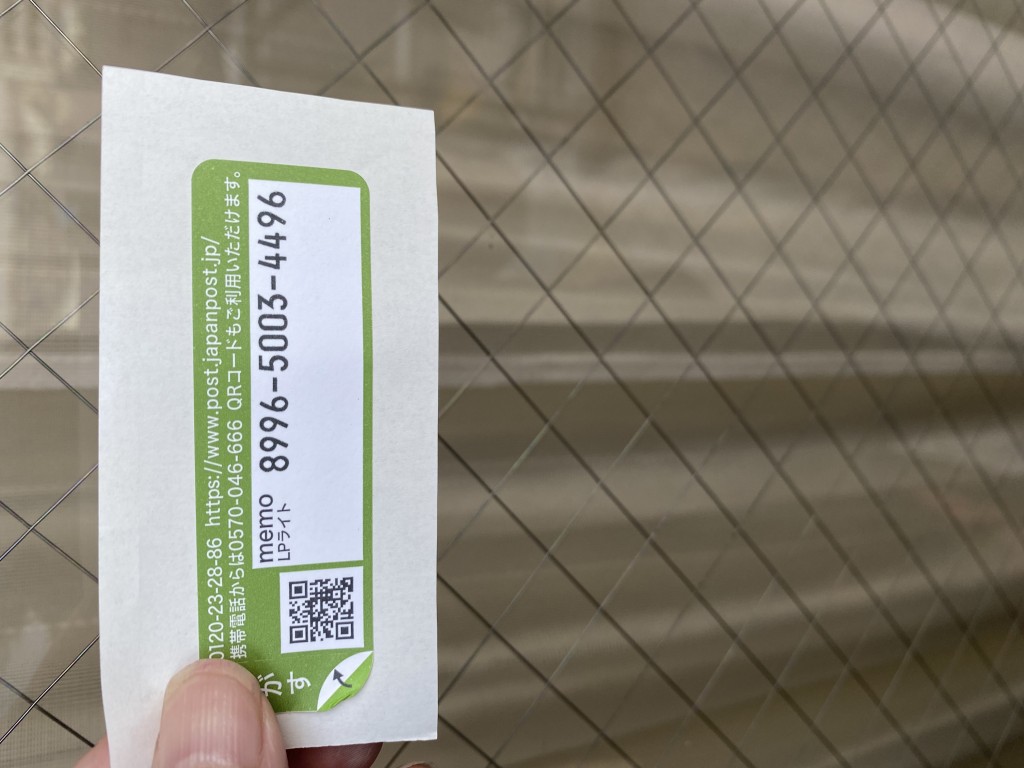 0120-23-28-86 https://www.post.japanpost.jp/
携帯電話からは0570-046-666 QRコードもご利用いただけます。
memo 8996-5003-4496
LPライト
が
す